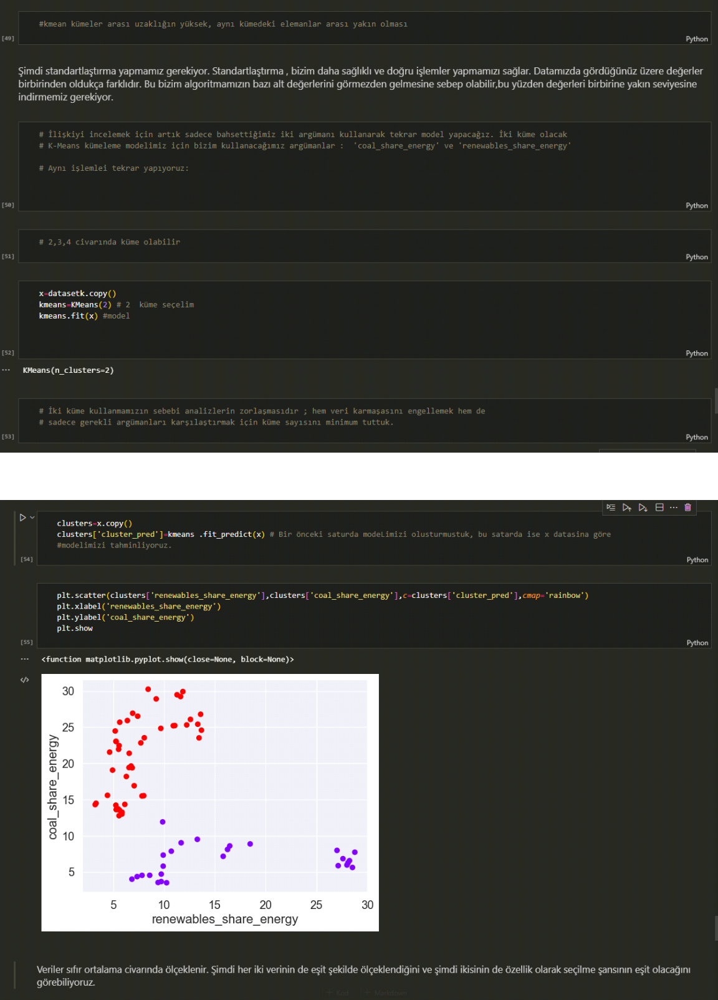 #kmean kümeler arası uzaklığın yüksek, aynı kümedeki elemanlar arası yakın olması
[49]
Python
Şimdi standartlaştırma yapmamız gerekiyor. Standartlaştırma , bizim daha sağlıklı ve doğru işlemler yapmamızı sağlar. Datamızda gördüğünüz üzere değerler
birbirinden oldukça farklıdır. Bu bizim algoritmamızın bazı alt değerlerini görmezden gelmesine sebep olabilir,bu yüzden değerleri birbirine yakın seviyesine
indirmemiz gerekiyor.
# İlişkiyi incelemek için artık sadece bahsettiğimiz iki argümanı kullanarak tekrar model yapacağız. İki küme olacak
# K-Means kümeleme modelimiz için bizim kullanacağımız argümanlar :  'coal_share_energy' ve 'renewables_share_energy'
# Aynı işlemlei tekrar yapıyoruz:
[50]
Python
# 2,3,4 civarında küme olabilir
[51]
Python
x=datasetk.copy()
kmeans=KMeans(2) # 2  küme seçelim
kmeans.fit(x) #model
[52]
Python
... KMeans(n_clusters=2)
# İki küme kullanmamızın sebebi analizlerin zorlaşmasıdır ; hem veri karmaşasını engellemek hem de
# sadece gerekli argümanları karşılaştırmak için küme sayısını minimum tuttuk.
[53]
Python
clusters=x.copy()
clusters['cluster_pred']=kmeans .fit_predict(x) # Bir önceki saturda modeLimizi olusturmustuk, bu satarda ise x datasina göre
#modelimizi tahminliyoruz.
[54]
Python
plt.scatter(clusters['renewables_share_energy'],clusters['coal_share_energy'],c=clusters['cluster_pred'],cmap='rainbow')
plt.xlabel('renewables_share_energy')
plt.ylabel('coal_share_energy')
plt.show
[55]
Python
... <function matplotlib.pyplot.show(close=None, block=None)>
30
25
20
15
10
5
coal_share_energy
5 10 15 20 25 30
renewables_share_energy
Veriler sıfır ortalama civarında ölçeklenir. Şimdi her iki verinin de eşit şekilde ölçeklendiğini ve şimdi ikisinin de özellik olarak seçilme şansının eşit olacağını
görebiliyoruz.
+ Kod + Markdown